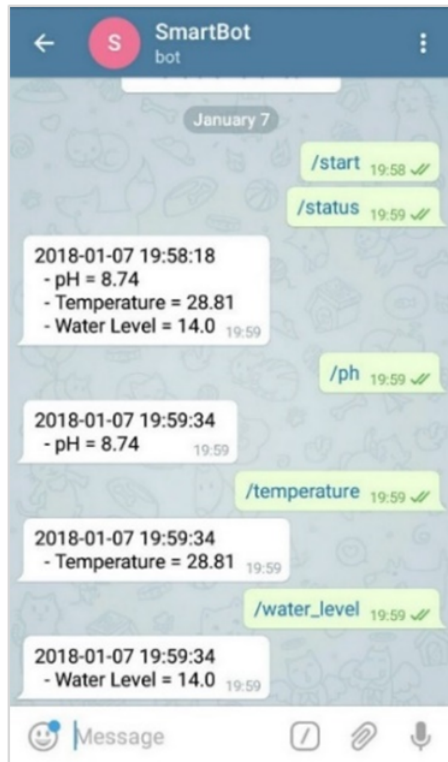 S
SmartBot
bot
January 7
/start 19:58
/status 19:59
2018-01-07 19:58:18
- pH = 8.74
- Temperature = 28.81
- Water Level = 14.0 19:59
/ph 19:59
2018-01-07 19:59:34
- pH = 8.74 19:59
/temperature 19:59
2018-01-07 19:59:34
- Temperature = 28.81 19:59
/water_level 19:59
2018-01-07 19:59:34
- Water Level = 14.0 19:59
Message